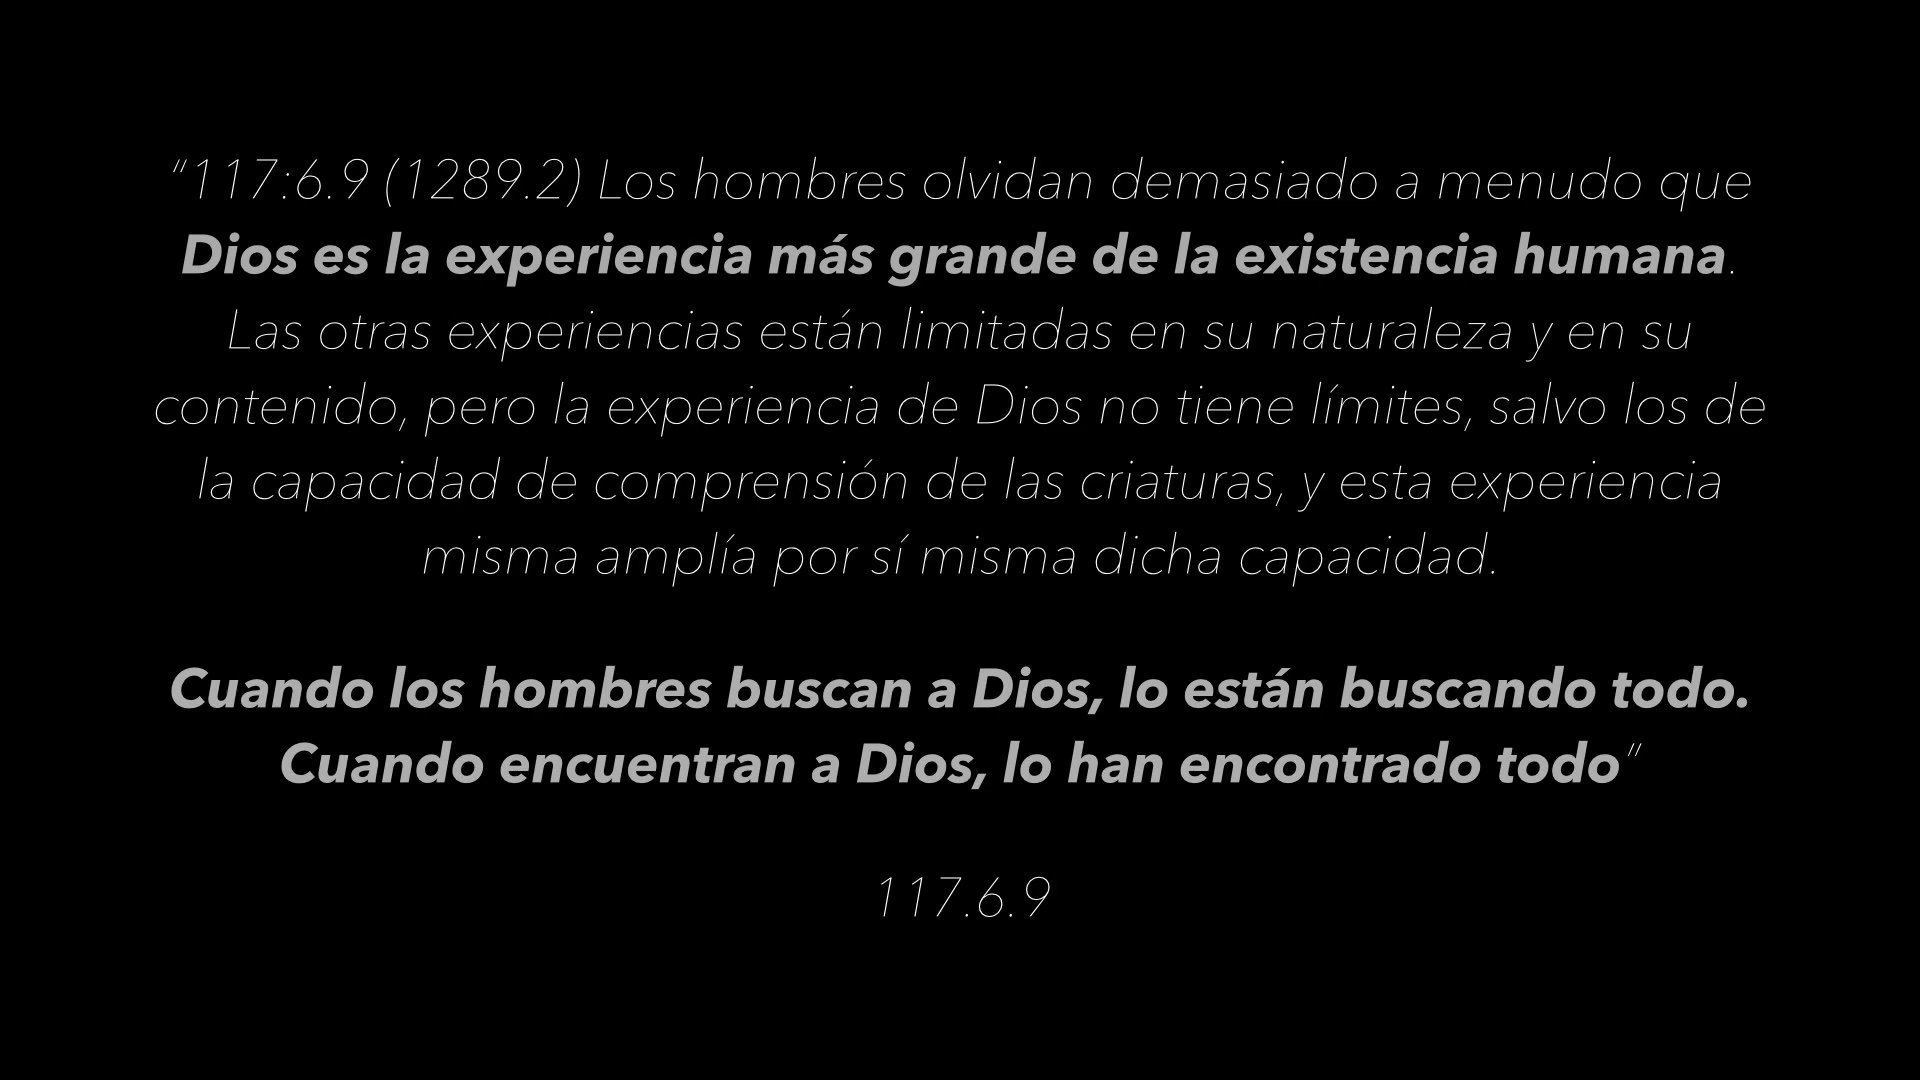 “117:6.9 (1289.2) Los hombres olvidan demasiado a menudo que
Dios es la experiencia más grande de la existencia humana.
Las otras experiencias están limitadas en su naturaleza y en su
contenido, pero la experiencia de Dios no tiene límites, salvo los de
la capacidad de comprensión de las criaturas, y esta experiencia
misma amplía por sí misma dicha capacidad.
Cuando los hombres buscan a Dios, lo están buscando todo.
Cuando encuentran a Dios, lo han encontrado todo”
117.6.9